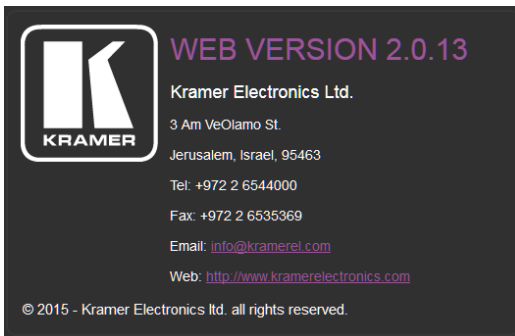 KRAMER
WEB VERSION 2.0.13
Kramer Electronics Ltd.
3 Am VeOlamo St.
Jerusalem, Israel, 95463
Tel: +972 2 6544000
Fax: +972 2 6535369
Email: info@kramerel.com
Web: http://www.kramerelectronics.com
© 2015 - Kramer Electronics ltd. all rights reserved.